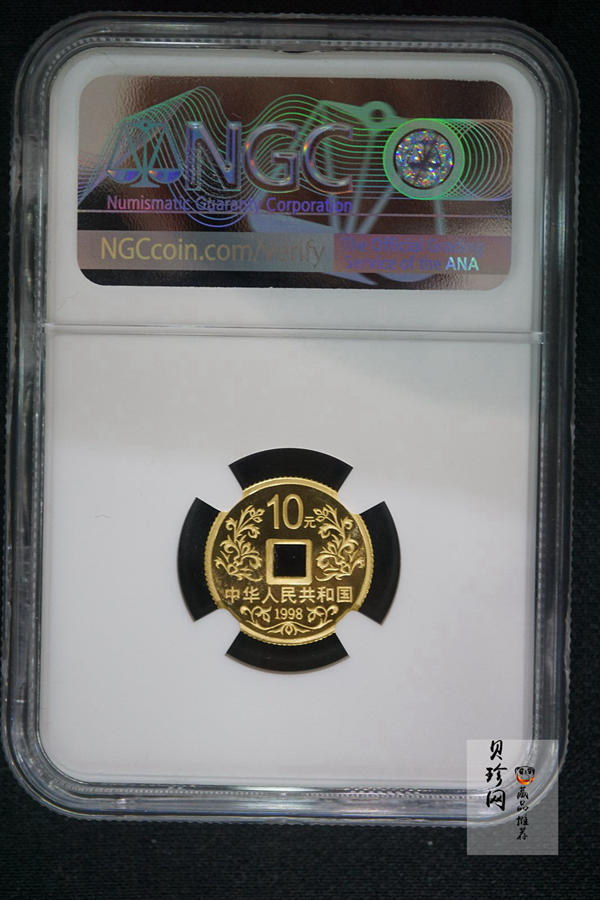 NGC
Numismatic Guaranty Corporation
NGCcoin.com/verify
The Official Grading
Service of the ANA
10元
中华人民共和国
1998
贝珍网
藏品推荐